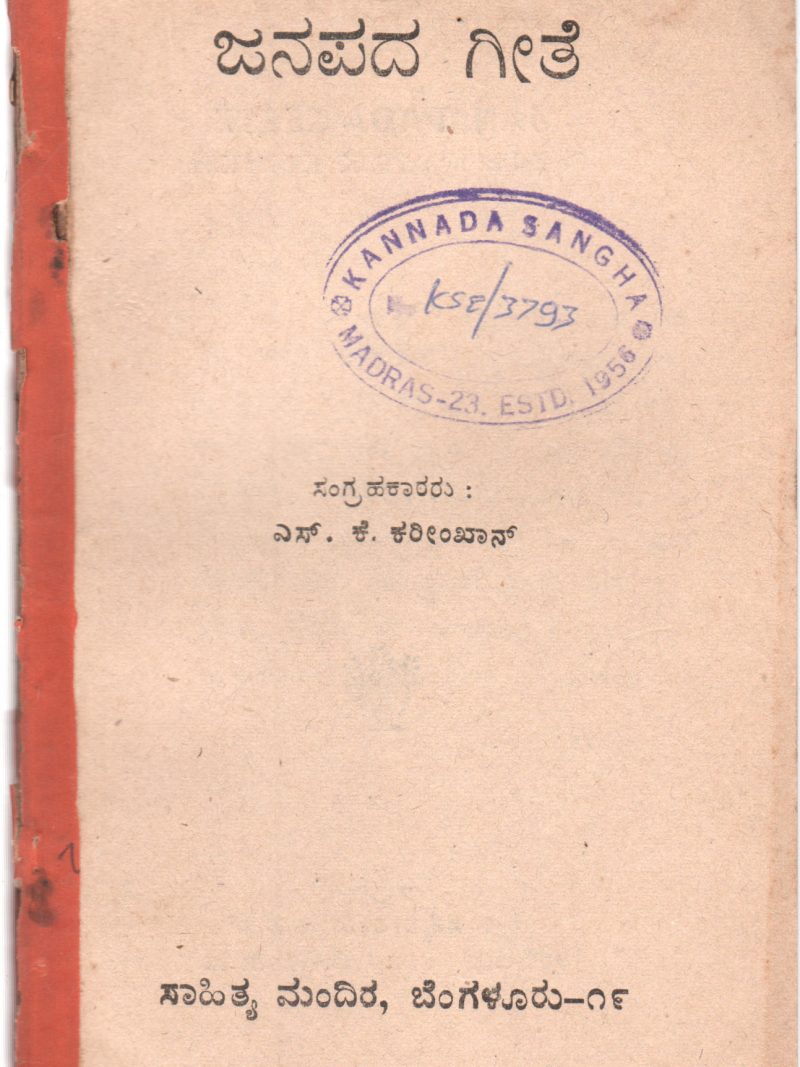 ಜನಪದ ಗೀತೆ
KANNADA SANGHA
KSE/3793
MADRAS-23. ESTD. 1956
ಸಂಗ್ರಹಕಾರರು :
ಎಸ್. ಕೆ. ಕರೀಂಖಾನ್
ಸಾಹಿತ್ಯ ಮಂದಿರ, ಬೆಂಗಳೂರು–೧೯